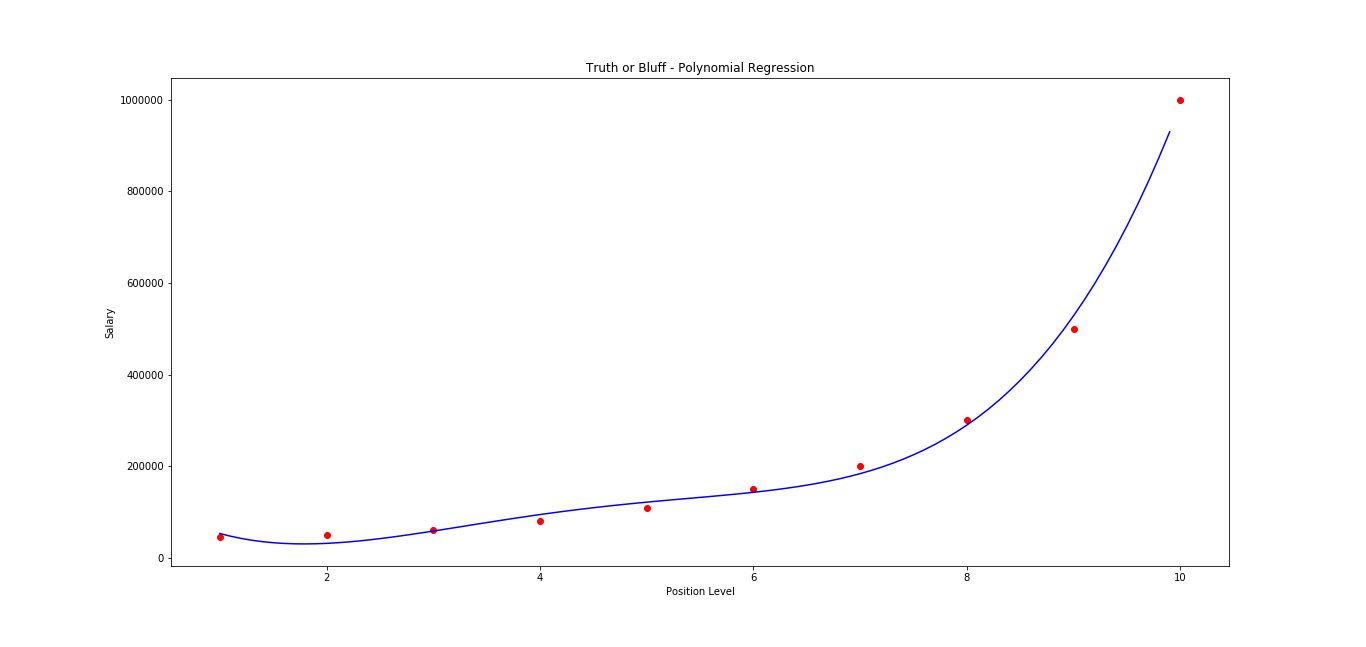 Truth or Bluff - Polynomial Regression
1000000
800000
600000
400000
200000
0
Salary
2 4 6 8 10
Position Level